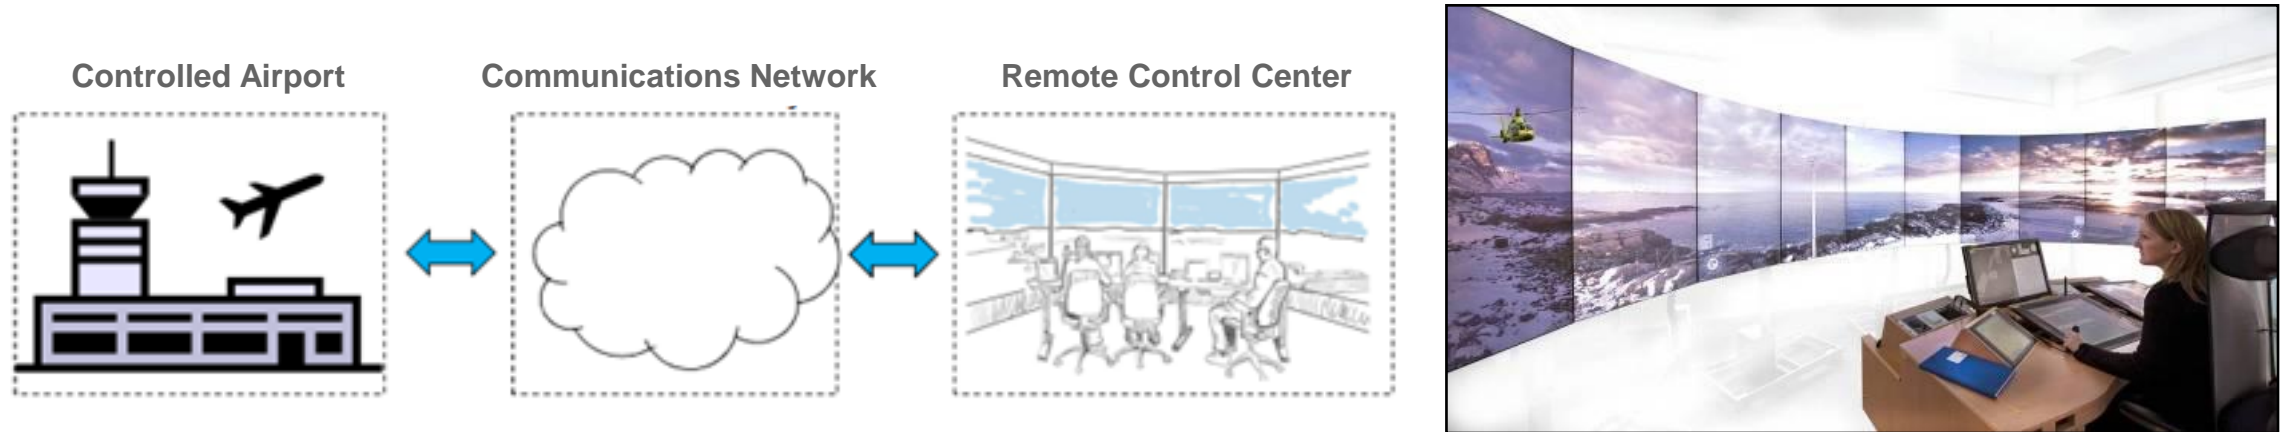 Controlled Airport
Communications Network
Remote Control Center